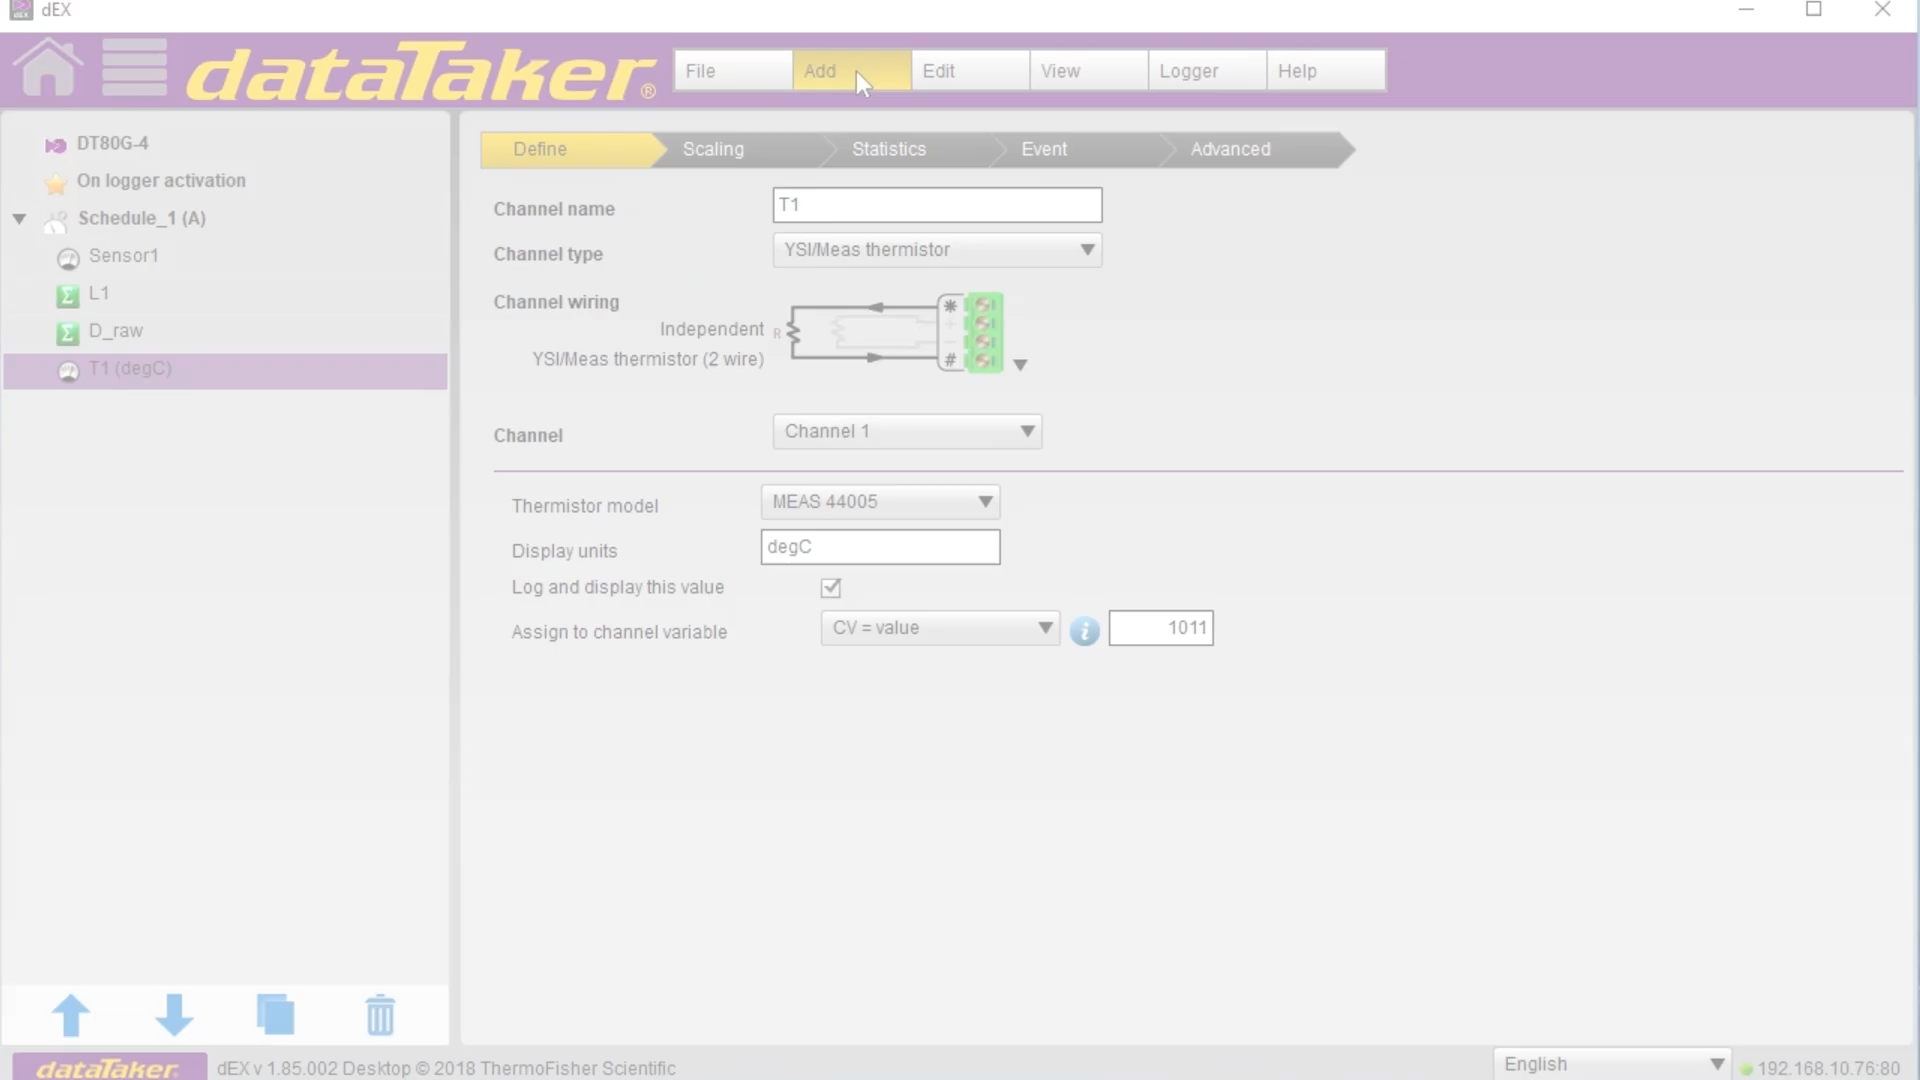 dEX
dataTaker®
File
Add
Edit
View
Logger
Help
DT80G-4
On logger activation
Schedule_1 (A)
Sensor1
Σ L1
Σ D_raw
T1 (degC)
Define
Scaling
Statistics
Event
Advanced
Channel name
T1
Channel type
YSI/Meas thermistor
Channel wiring
Independent
YSI/Meas thermistor (2 wire)
R
*
+
−
#
Channel
Channel 1
Thermistor model
MEAS 44005
Display units
degC
Log and display this value
Assign to channel variable
CV = value
i
1011
dataTaker
dEX v 1.85.002 Desktop © 2018 ThermoFisher Scientific
English
192.168.10.76:80